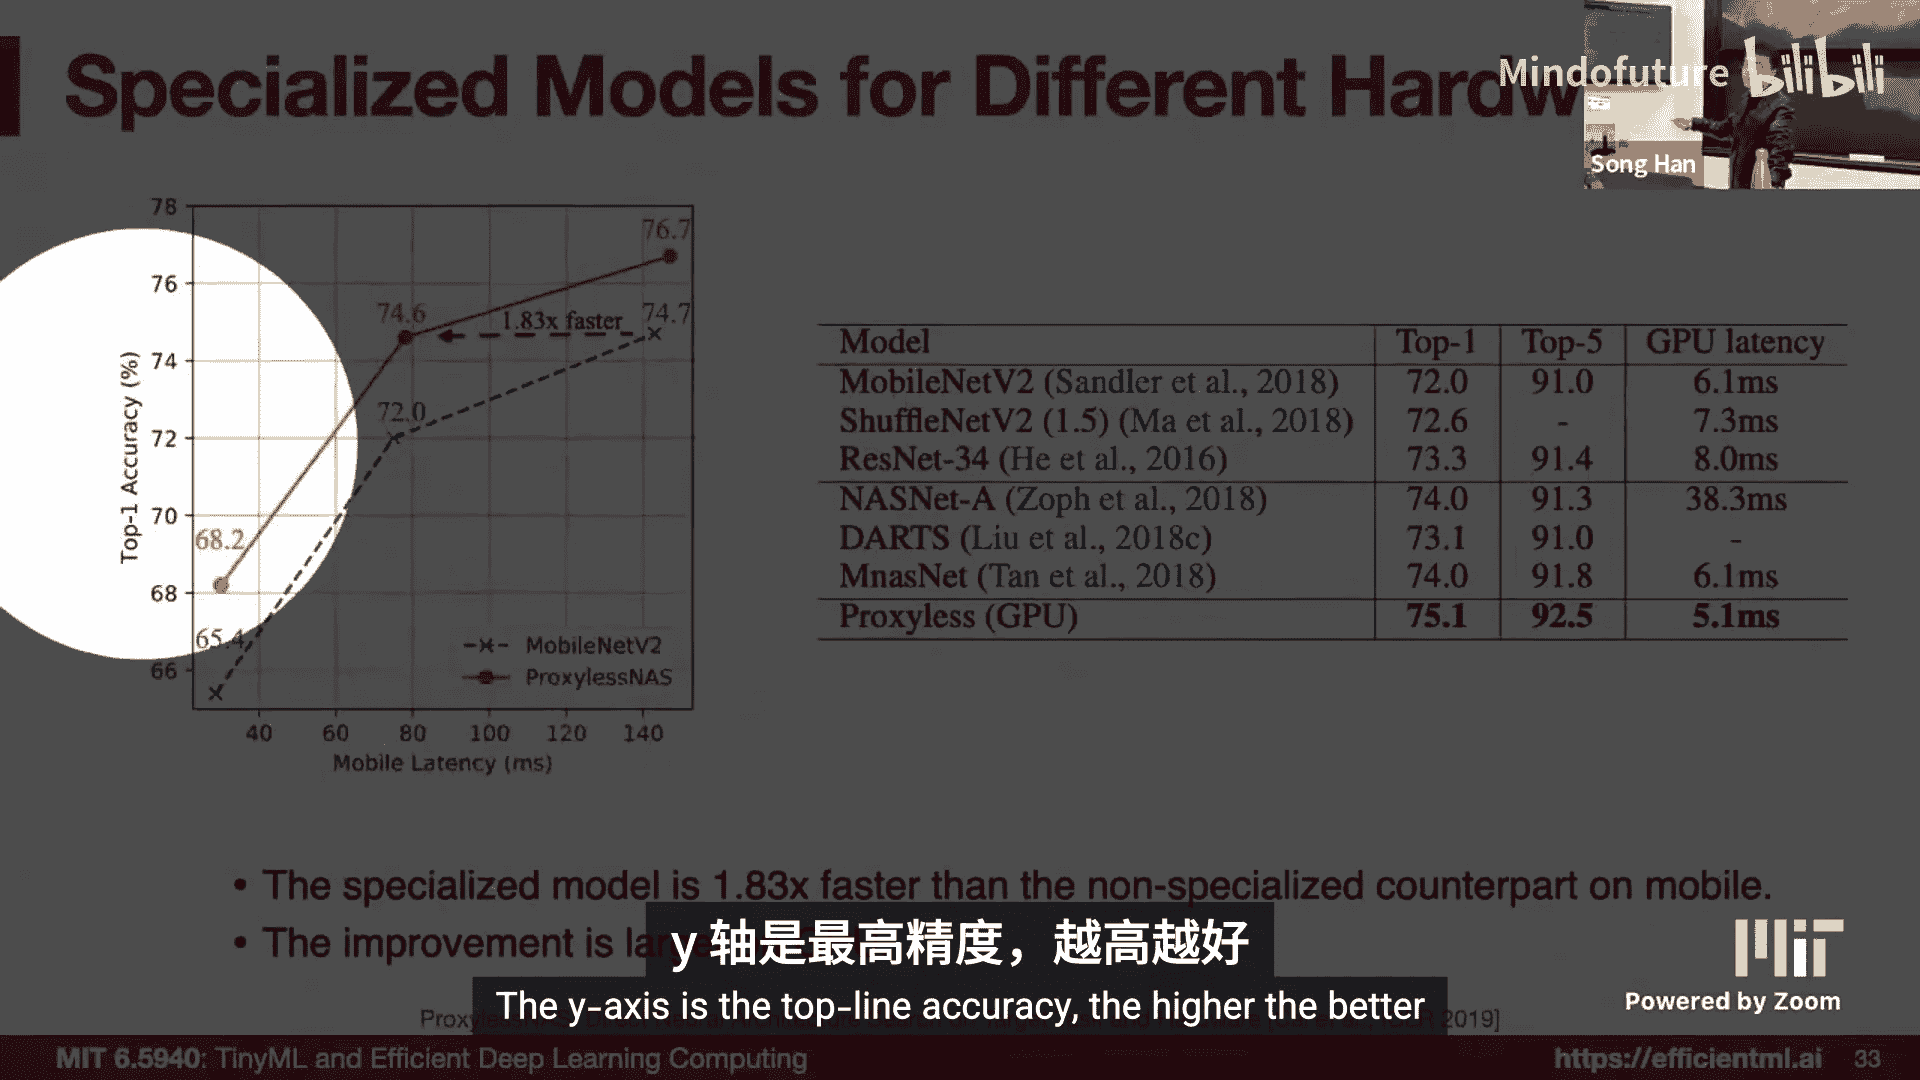 Specialized Models for Different Hardw
Mindofuture bilibili
Song Han
78
76
74
72
70
68
66
Top-1 Accuracy (%)
76.7
74.6
1.83x faster
74.7
72.0
68.2
65.4
MobileNetV2
ProxylessNAS
40 60 80 100 120 140
Mobile Latency (ms)
Model Top-1 Top-5 GPU latency
MobileNetV2 (Sandler et al., 2018) 72.0 91.0 6.1ms
ShuffleNetV2 (1.5) (Ma et al., 2018) 72.6 - 7.3ms
ResNet-34 (He et al., 2016) 73.3 91.4 8.0ms
NASNet-A (Zoph et al., 2018) 74.0 91.3 38.3ms
DARTS (Liu et al., 2018c) 73.1 91.0 -
MnasNet (Tan et al., 2018) 74.0 91.8 6.1ms
Proxyless (GPU) 75.1 92.5 5.1ms
• The specialized model is 1.83x faster than the non-specialized counterpart on mobile.
• The improvement is
y 轴是最高精度，越高越好
The y-axis is the top-line accuracy, the higher the better
2019]
MIT
Powered by Zoom
MIT 6.5940: TinyML and Efficient Deep Learning Computing
https://efficientml.ai 33